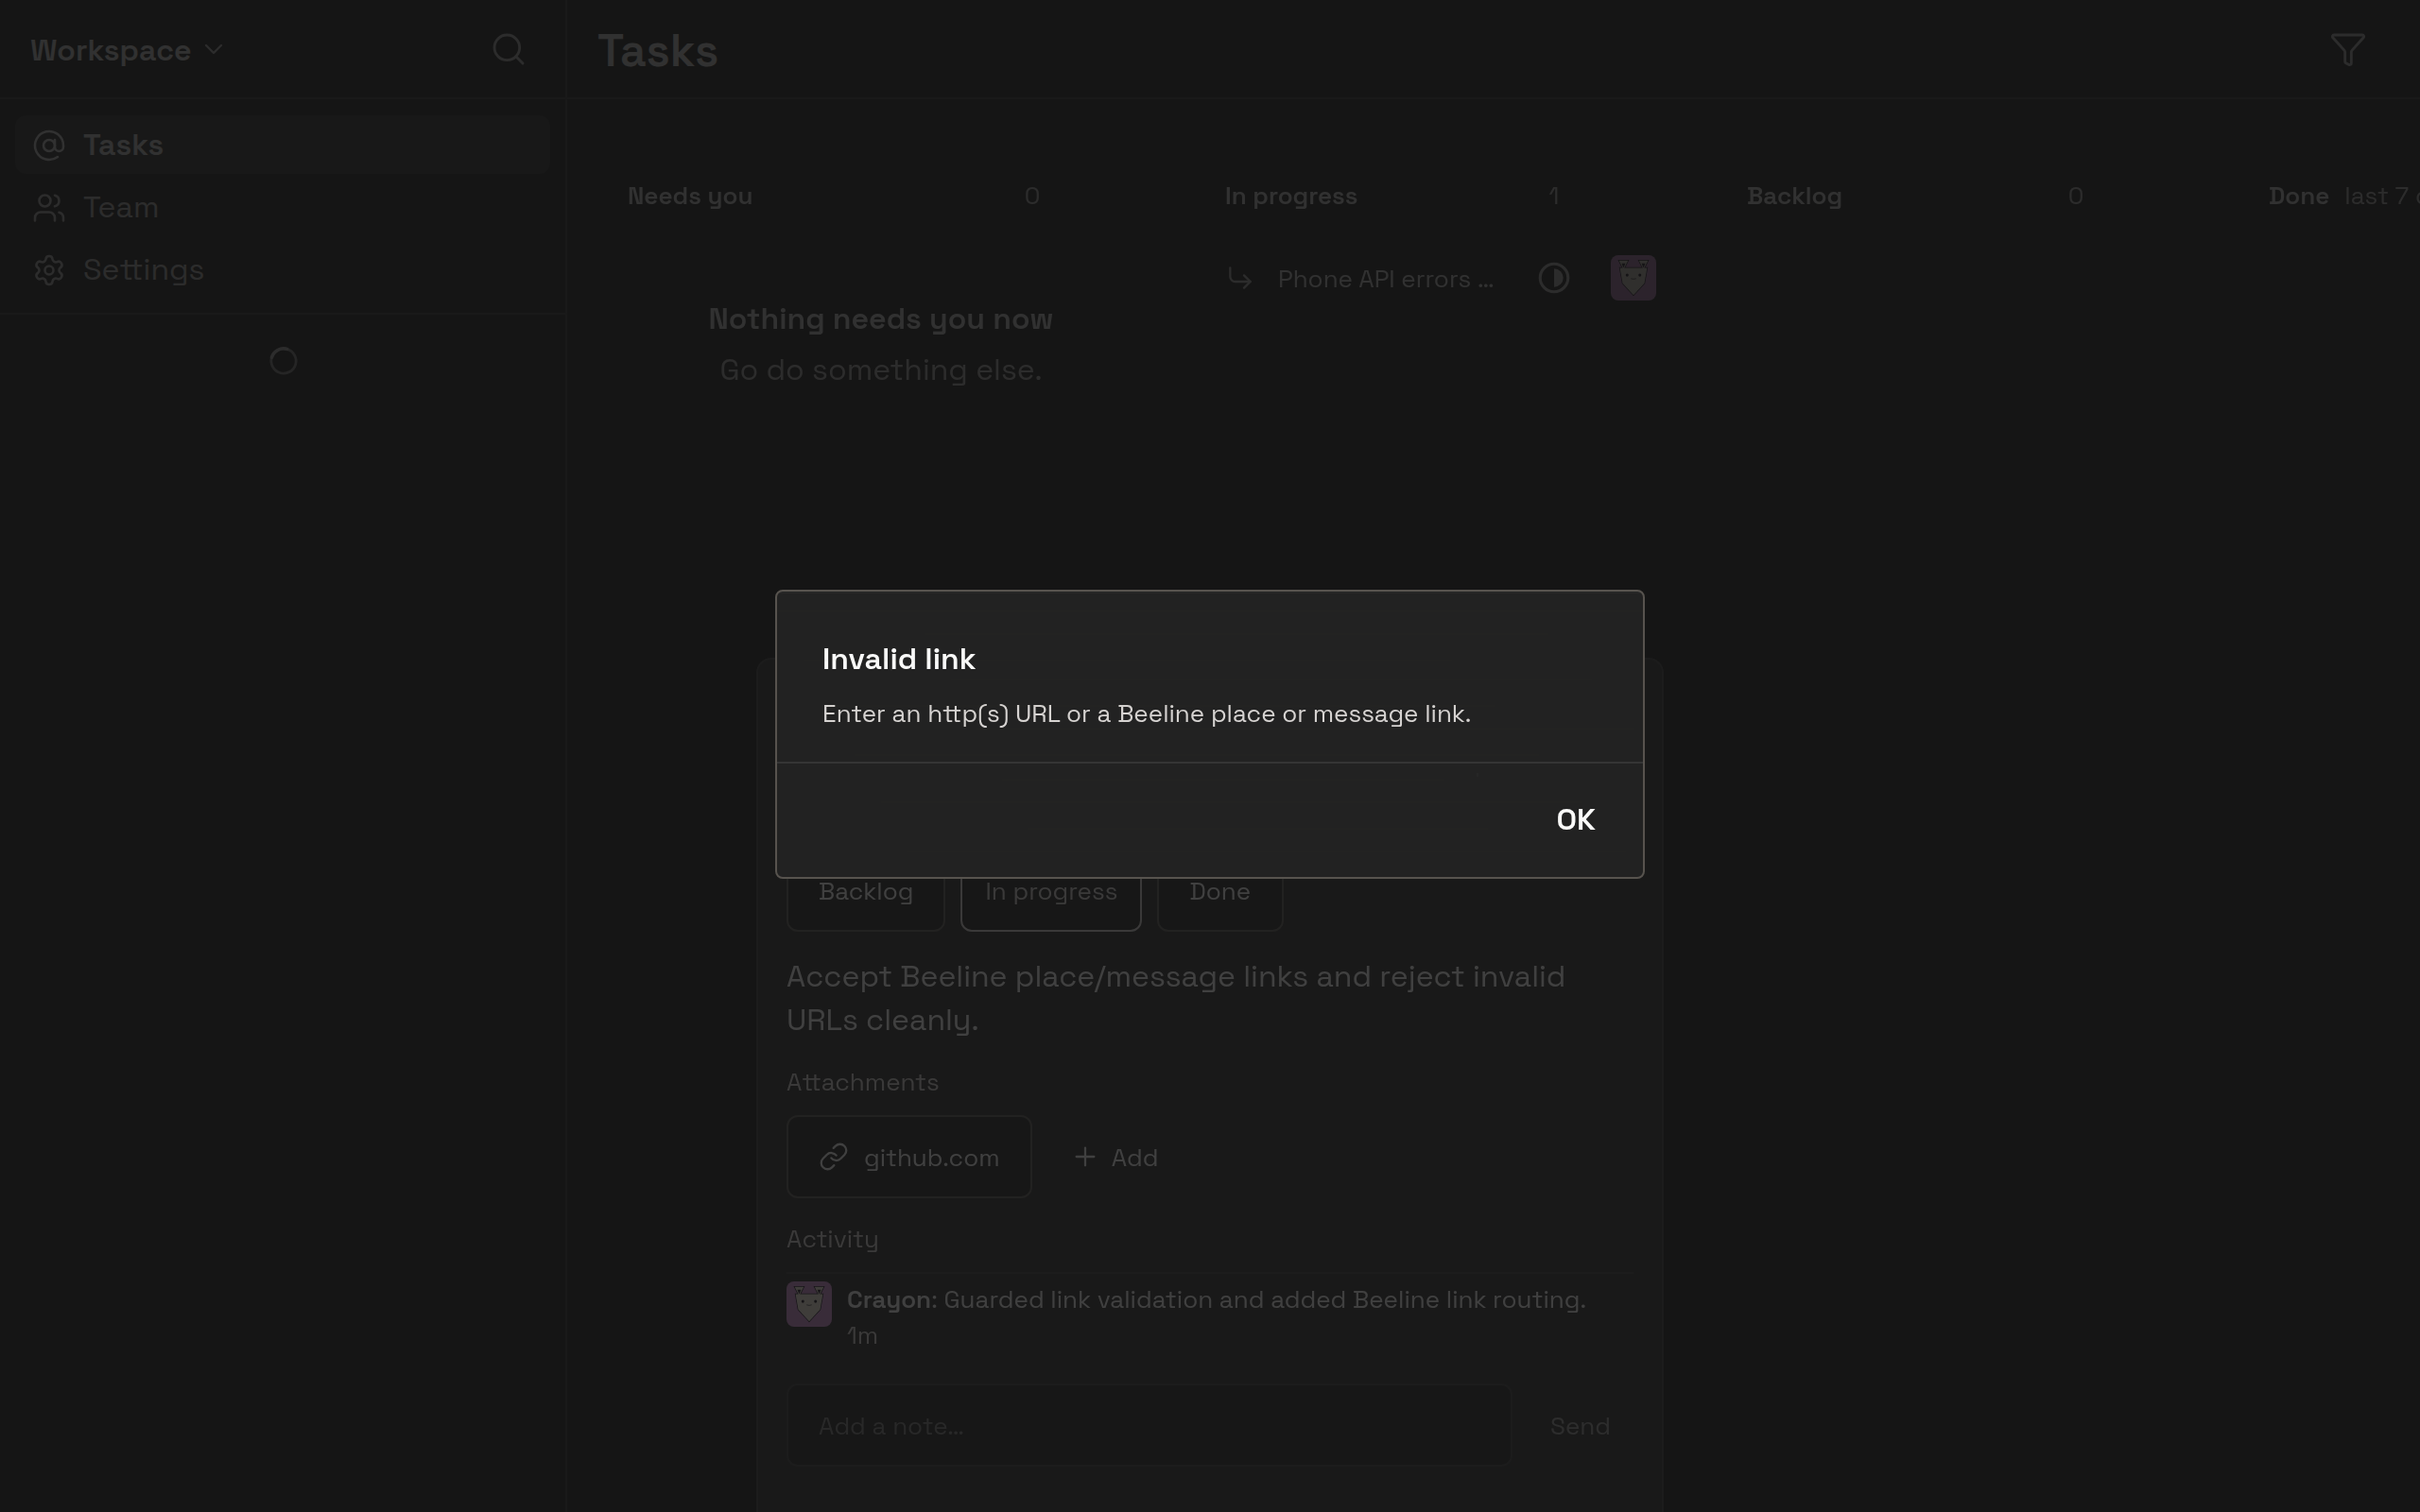 Workspace
Tasks
Tasks
Team
Settings
Needs you 0
In progress 1
Backlog 0
Done last 7
Phone API errors ...
Nothing needs you now
Go do something else.
Invalid link
Enter an http(s) URL or a Beeline place or message link.
OK
Backlog
In progress
Done
Accept Beeline place/message links and reject invalid
URLs cleanly.
Attachments
github.com
+ Add
Activity
Crayon: Guarded link validation and added Beeline link routing.
1m
Add a note...
Send